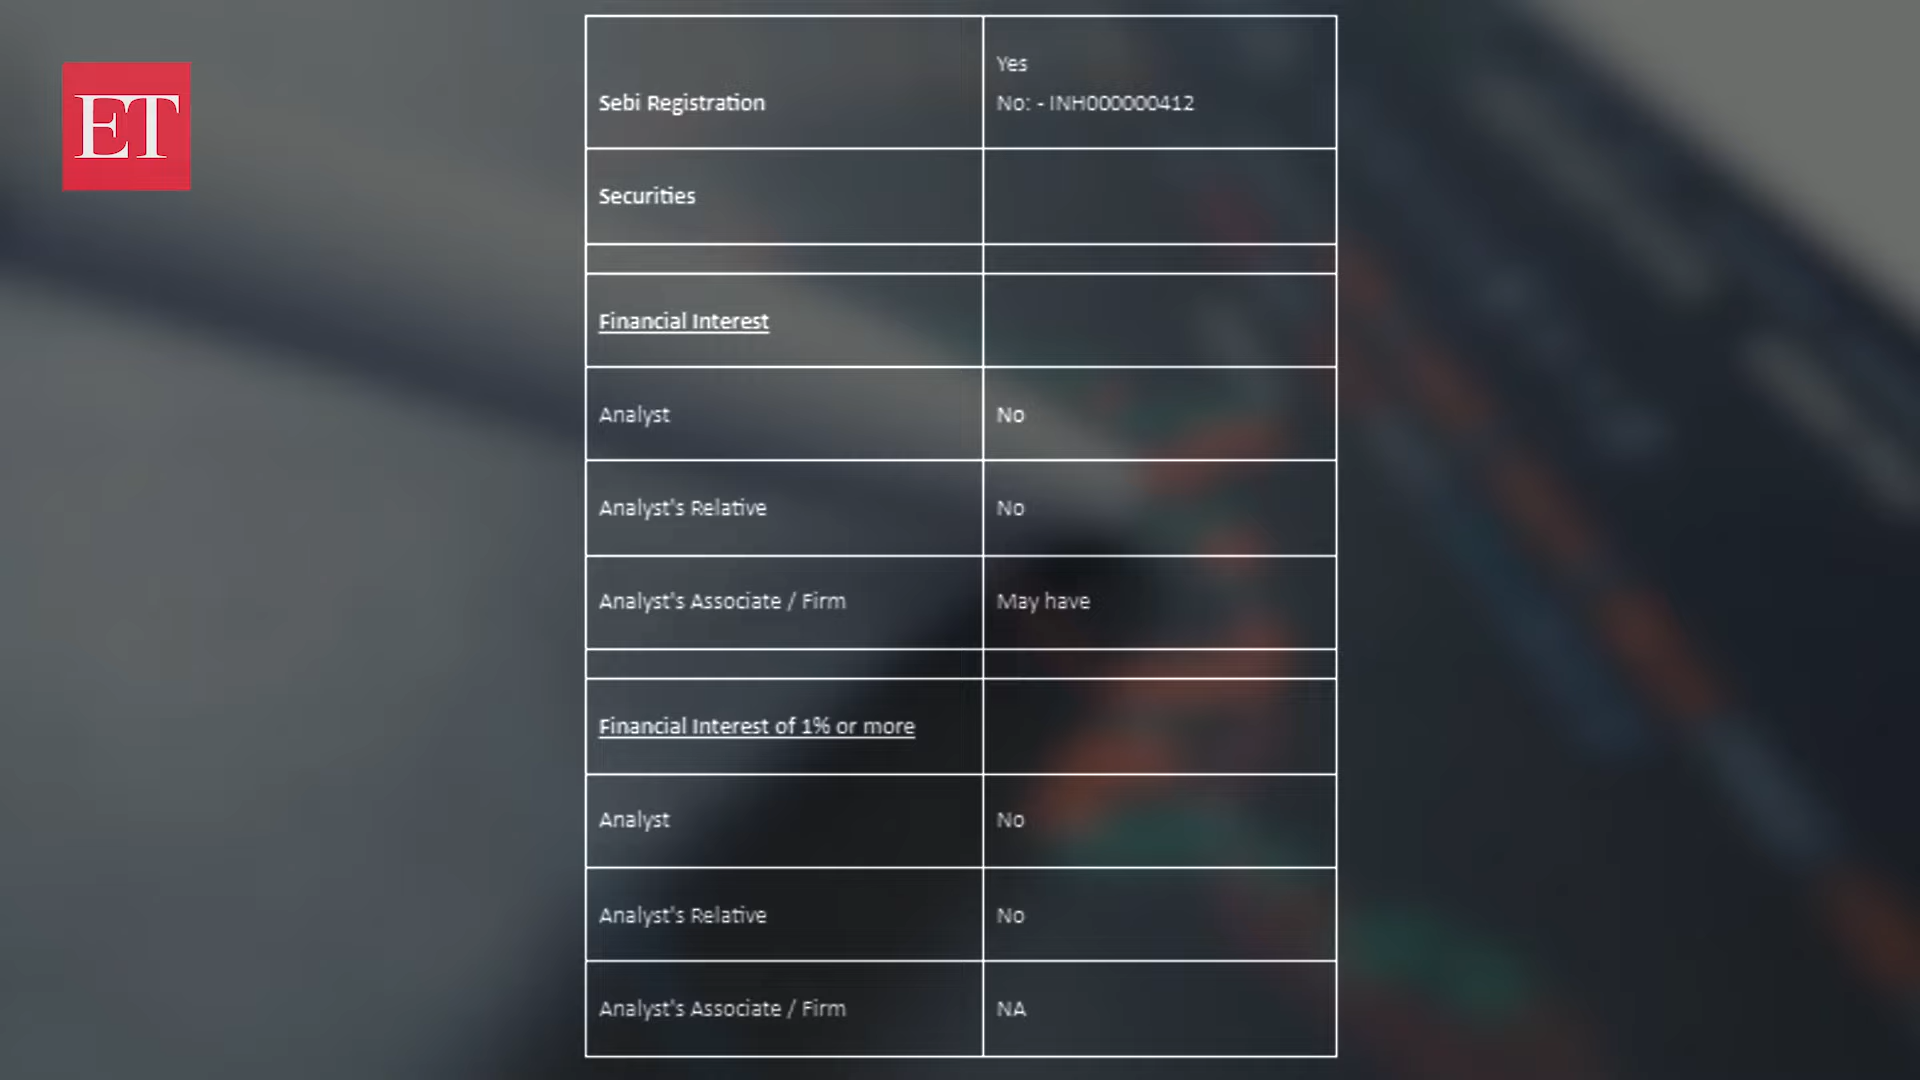 ET
Sebi Registration
Yes
No: - INH000000412
Securities
Financial Interest
Analyst
No
Analyst's Relative
No
Analyst's Associate / Firm
May have
Financial Interest of 1% or more
Analyst
No
Analyst's Relative
No
Analyst's Associate / Firm
NA